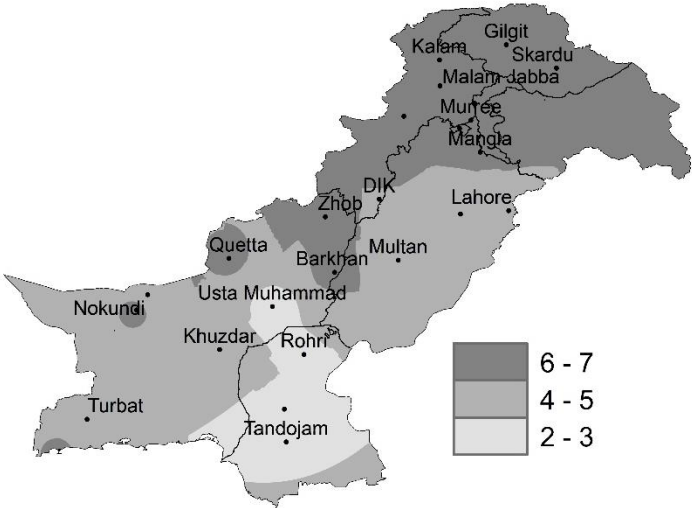 Gilgit
Kalam
Skardu
Malam Jabba
Murree
Mangla
DIK
Zhob
Lahore
Quetta
Multan
Barkhan
Usta Muhammad
Nokundi
Khuzdar
Rohri
Turbat
Tandojam
6 - 7
4 - 5
2 - 3